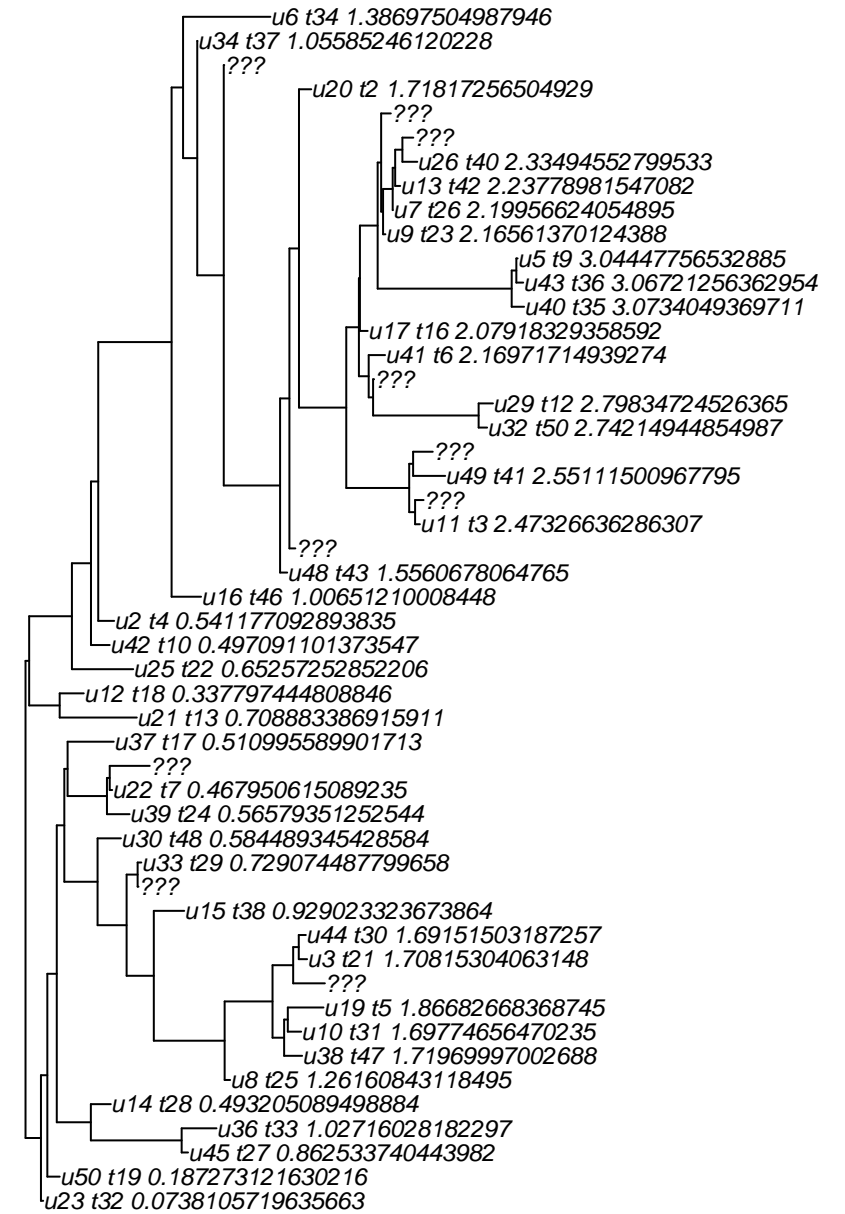 u6 t34 1.38697504987946
u34 t37 1.05585246120228
???
u20 t2 1.71817256504929
???
???
u26 t40 2.33494552799533
u13 t42 2.23778981547082
u7 t26 2.19956624054895
u9 t23 2.16561370124388
u5 t9 3.04447756532885
u43 t36 3.06721256362954
u40 t35 3.0734049369711
u17 t16 2.07918329358592
u41 t6 2.16971714939274
???
u29 t12 2.79834724526365
u32 t50 2.74214944854987
???
u49 t41 2.55111500967795
???
u11 t3 2.47326636286307
???
u48 t43 1.5560678064765
u16 t46 1.00651210008448
u2 t4 0.541177092893835
u42 t10 0.497091101373547
u25 t22 0.65257252852206
u12 t18 0.337797444808846
u21 t13 0.708883386915911
u37 t17 0.510995589901713
???
u22 t7 0.467950615089235
u39 t24 0.56579351252544
u30 t48 0.584489345428584
u33 t29 0.729074487799658
???
u15 t38 0.929023323673864
u44 t30 1.69151503187257
u3 t21 1.70815304063148
???
u19 t5 1.86682668368745
u10 t31 1.69774656470235
u38 t47 1.71969997002688
u8 t25 1.26160843118495
u14 t28 0.493205089498884
u36 t33 1.02716028182297
u45 t27 0.862533740443982
u50 t19 0.187273121630216
u23 t32 0.0738105719635663